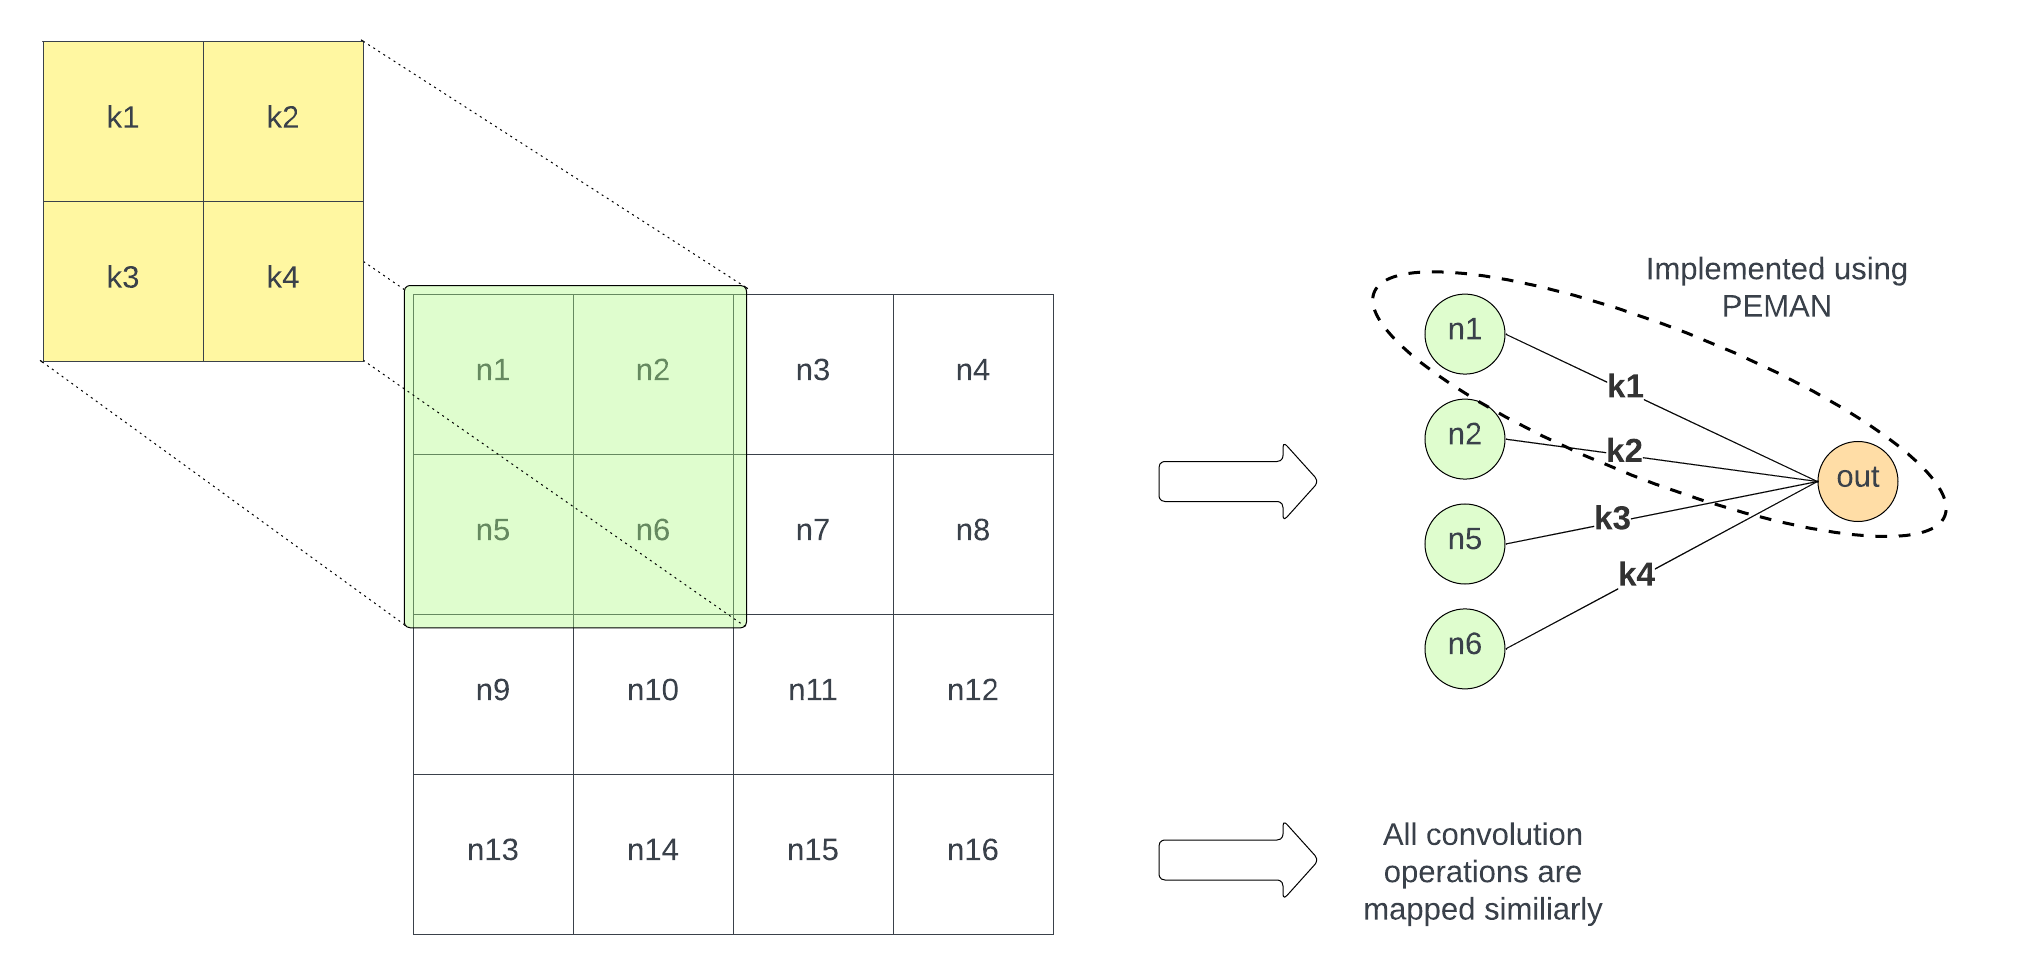 k1 k2
k3 k4
n1 n2 n3 n4
n5 n6 n7 n8
n9 n10 n11 n12
n13 n14 n15 n16
Implemented using
PEMAN
n1
k1
n2
k2
out
k3
n5
k4
n6
All convolution
operations are
mapped similiarly